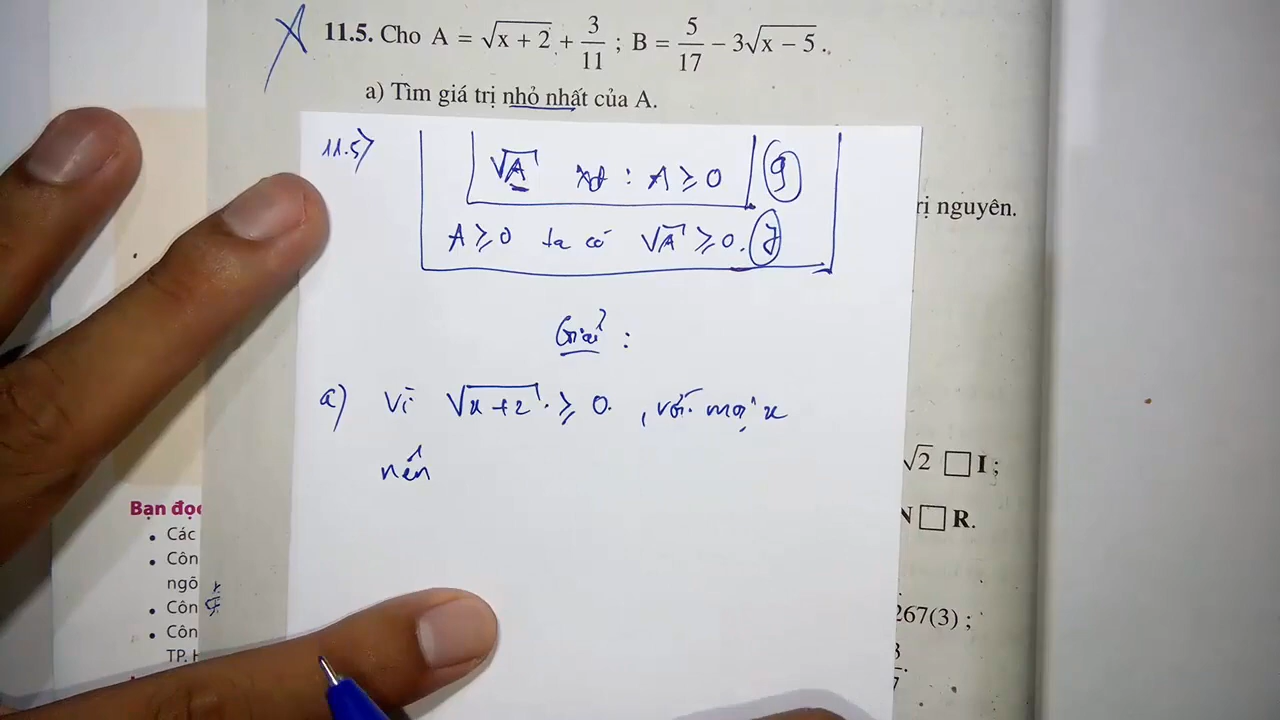 11.5. Cho A = √(x + 2) + 3/11 ; B = 5/17 − 3√(x − 5).
a) Tìm giá trị nhỏ nhất của A.
11.5)
√A xđ : A ≥ 0
A ≥ 0 ta có √A ≥ 0.
rị nguyên.
Giải :
a) Vì √(x + 2) ≥ 0. , với mọi x
nên
√2 □ I ;
N □ R.
Bạn đọc
• Các
• Côn
ngõ
• Côn
• Côn
TP. H
267(3) ;